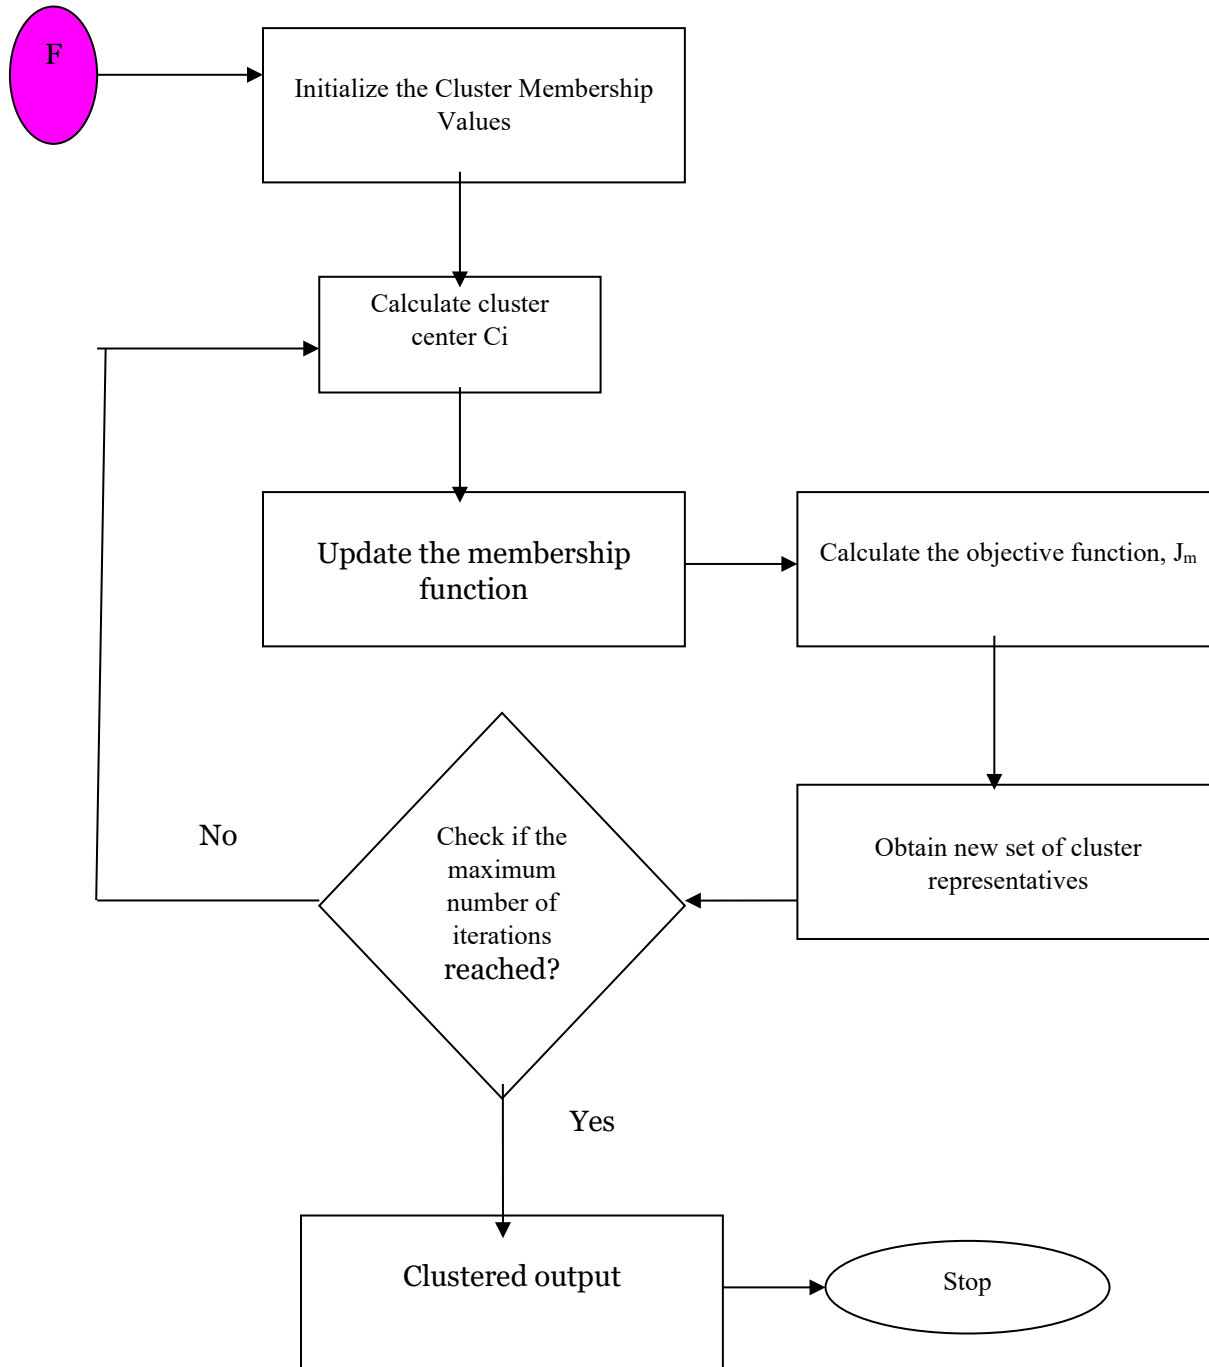 F
Initialize the Cluster Membership
Values
Calculate cluster
center Ci
Update the membership
function
Calculate the objective function, Jₘ
Obtain new set of cluster
representatives
No
Check if the
maximum
number of
iterations
reached?
Yes
Clustered output
Stop